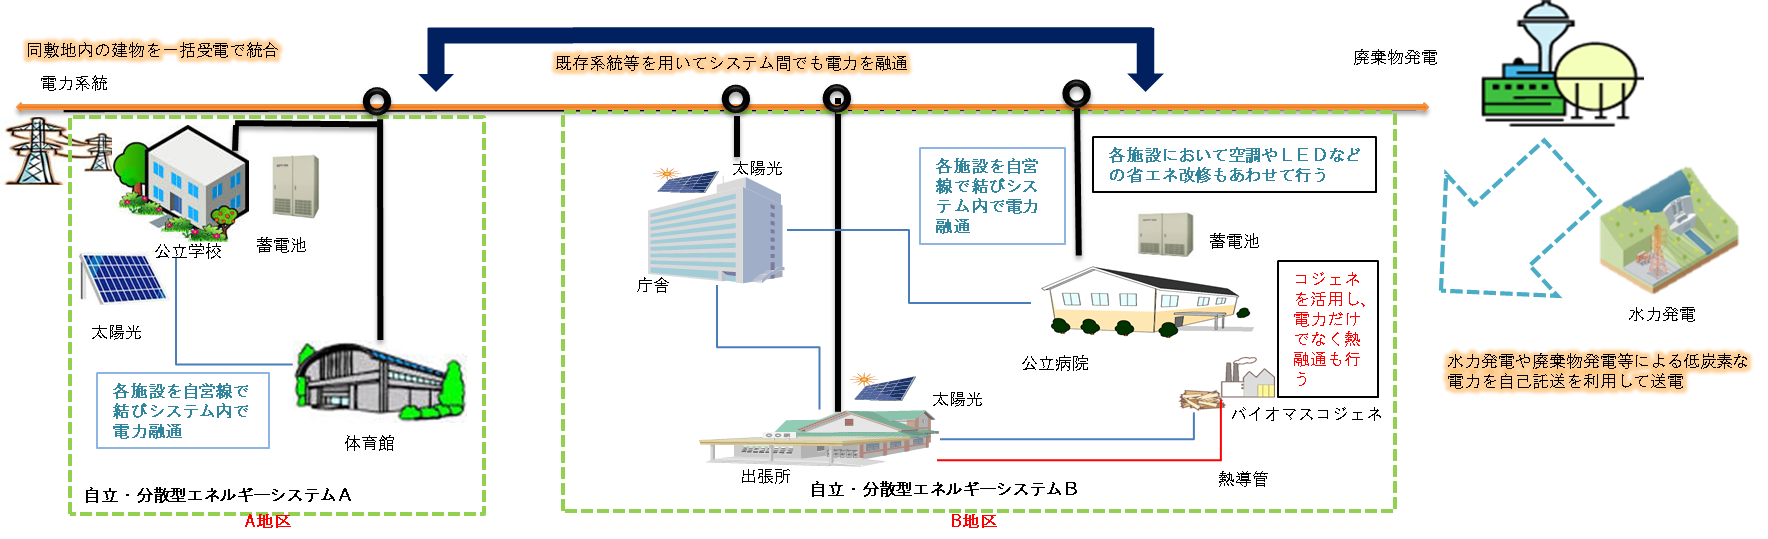 同敷地内の建物を一括受電で統合
電力系統
既存系統等を用いてシステム間でも電力を融通
廃棄物発電
公立学校
蓄電池
太陽光
各施設を自営線で
結びシステム内で
電力融通
体育館
自立・分散型エネルギーシステムA
A地区
太陽光
庁舎
各施設を自営
線で結びシス
テム内で電力
融通
各施設において空調やLEDなど
の省エネ改修もあわせて行う
蓄電池
公立病院
コジェネ
を活用し、
電力だけ
でなく熱
融通も行
う
太陽光
出張所
バイオマスコジェネ
熱導管
自立・分散型エネルギーシステムB
B地区
水力発電
水力発電や廃棄物発電等による低炭素な
電力を自己託送を利用して送電